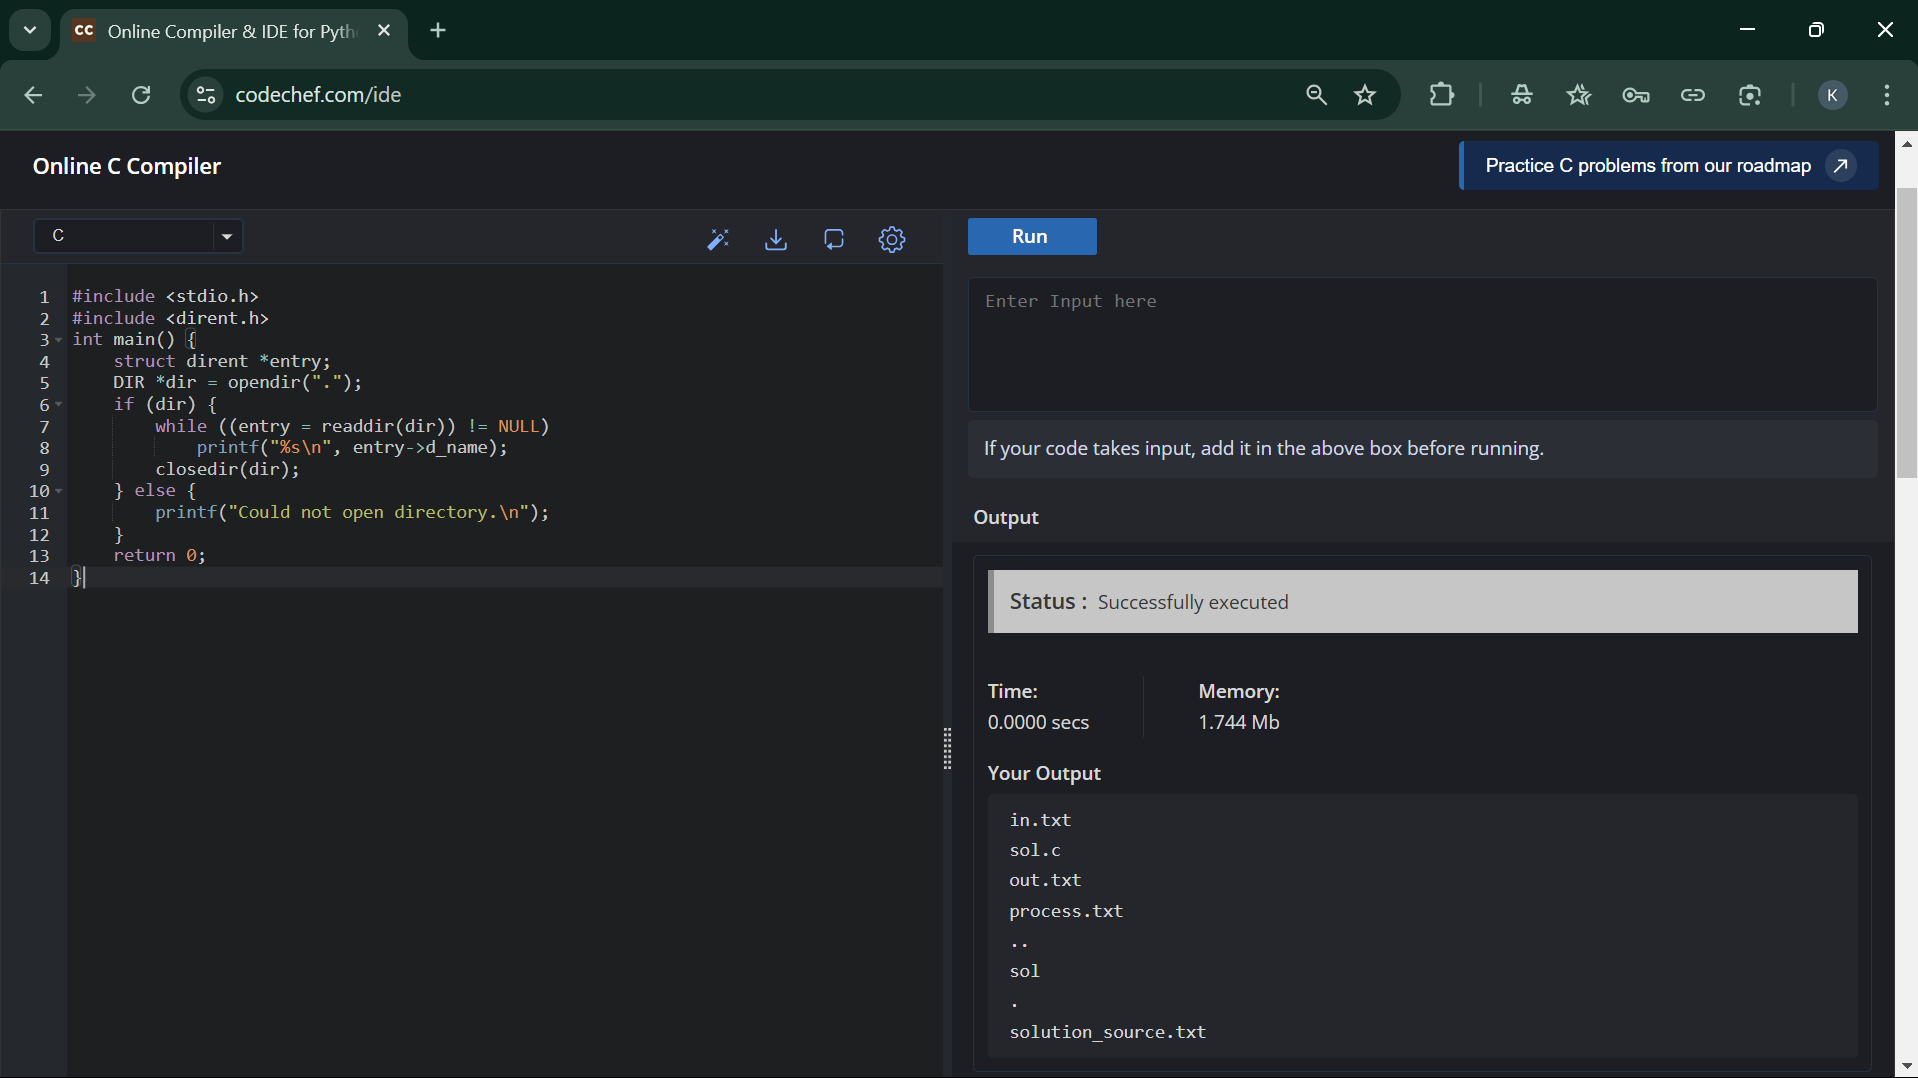 CC Online Compiler & IDE for Pyth
codechef.com/ide
K
Online C Compiler
Practice C problems from our roadmap
C
Run
1 #include <stdio.h>
2 #include <dirent.h>
3 int main() {
4     struct dirent *entry;
5     DIR *dir = opendir(".");
6     if (dir) {
7         while ((entry = readdir(dir)) != NULL)
8             printf("%s\n", entry->d_name);
9         closedir(dir);
10     } else {
11         printf("Could not open directory.\n");
12     }
13     return 0;
14 }
Enter Input here
If your code takes input, add it in the above box before running.
Output
Status : Successfully executed
Time:
0.0000 secs
Memory:
1.744 Mb
Your Output
in.txt
sol.c
out.txt
process.txt
..
sol
.
solution_source.txt